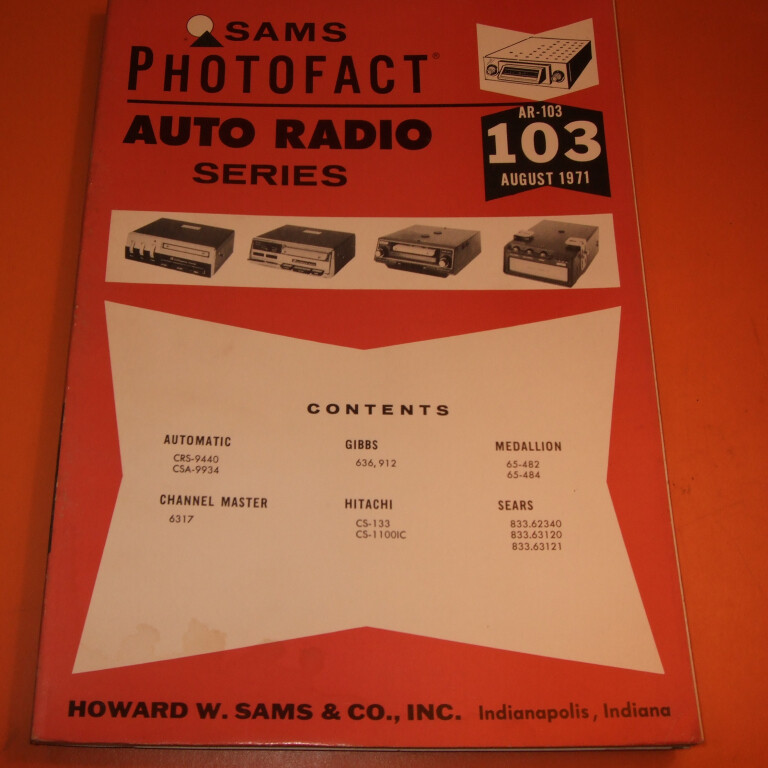 SAMS
PHOTOFACT®
AUTO RADIO
SERIES
AR-103
103
AUGUST 1971
CONTENTS
AUTOMATIC
CRS-9440
CSA-9934
GIBBS
636, 912
MEDALLION
65-482
65-484
CHANNEL MASTER
6317
HITACHI
CS-133
CS-1100IC
SEARS
833.62340
833.63120
833.63121
HOWARD W. SAMS & CO., INC. Indianapolis, Indiana